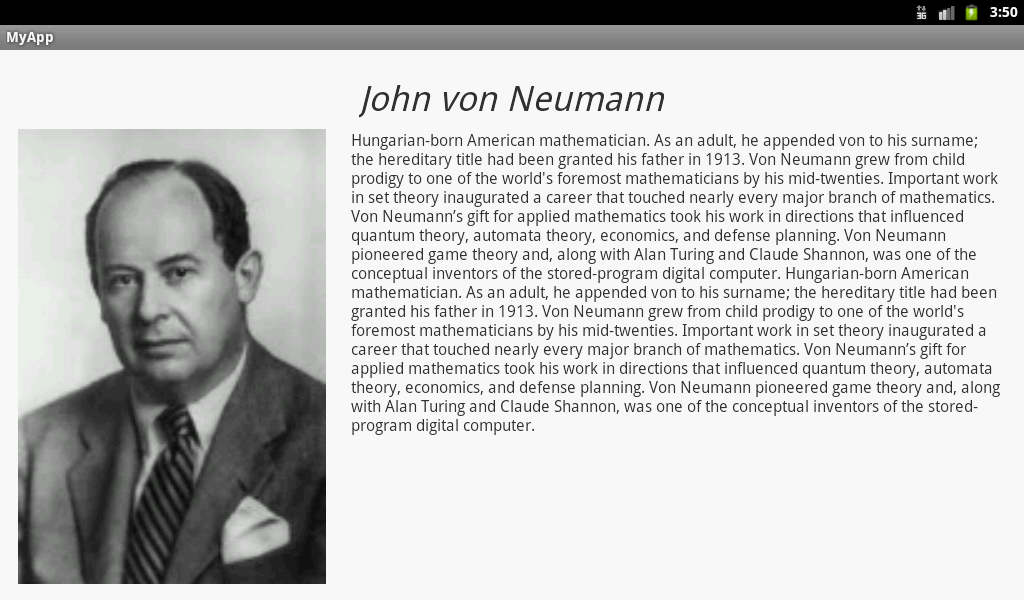 3G 3:50
MyApp
John von Neumann
Hungarian-born American mathematician. As an adult, he appended von to his surname;
the hereditary title had been granted his father in 1913. Von Neumann grew from child
prodigy to one of the world's foremost mathematicians by his mid-twenties. Important work
in set theory inaugurated a career that touched nearly every major branch of mathematics.
Von Neumann’s gift for applied mathematics took his work in directions that influenced
quantum theory, automata theory, economics, and defense planning. Von Neumann
pioneered game theory and, along with Alan Turing and Claude Shannon, was one of the
conceptual inventors of the stored-program digital computer. Hungarian-born American
mathematician. As an adult, he appended von to his surname; the hereditary title had been
granted his father in 1913. Von Neumann grew from child prodigy to one of the world's
foremost mathematicians by his mid-twenties. Important work in set theory inaugurated a
career that touched nearly every major branch of mathematics. Von Neumann’s gift for
applied mathematics took his work in directions that influenced quantum theory, automata
theory, economics, and defense planning. Von Neumann pioneered game theory and, along
with Alan Turing and Claude Shannon, was one of the conceptual inventors of the stored-
program digital computer.